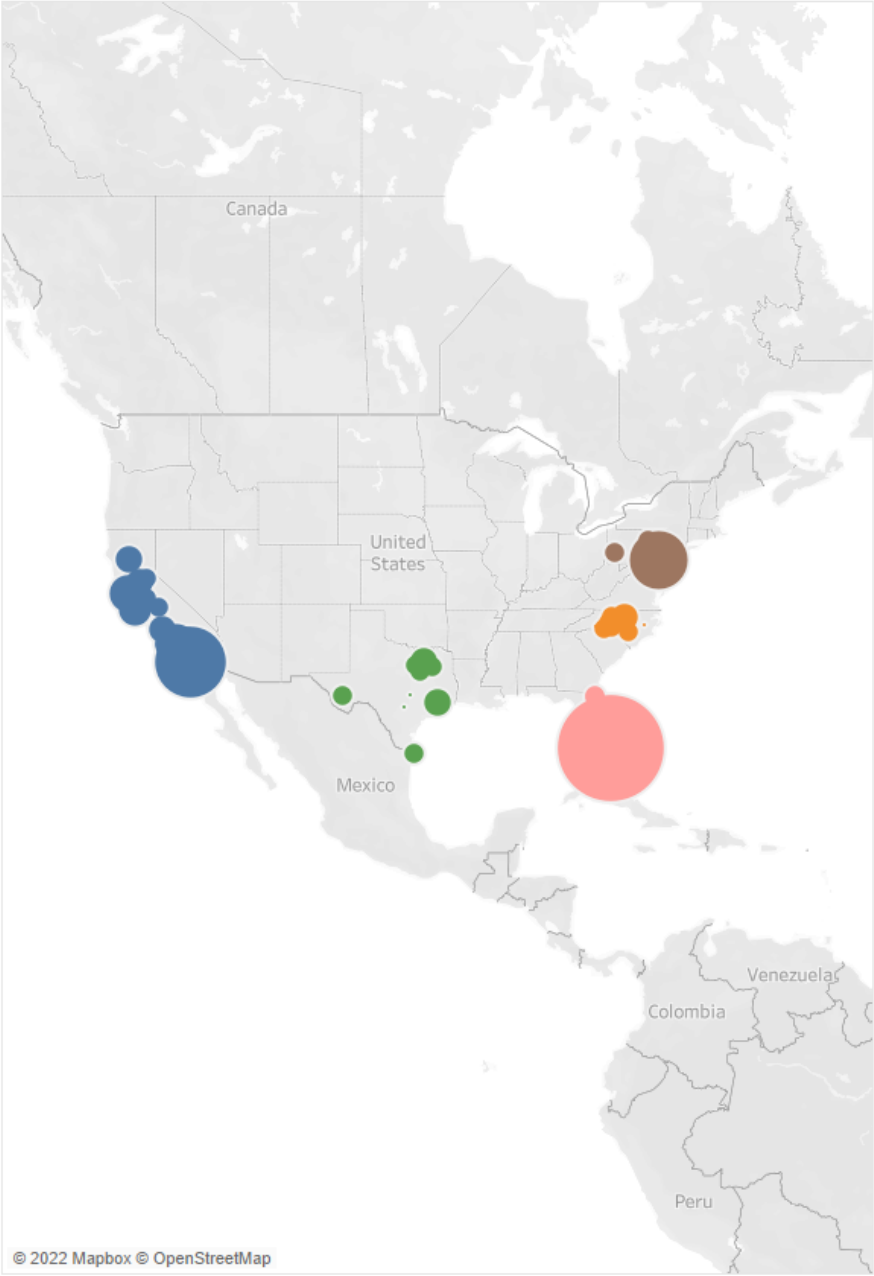 Canada
United
States
Mexico
Venezuela
Colombia
Peru
© 2022 Mapbox © OpenStreetMap